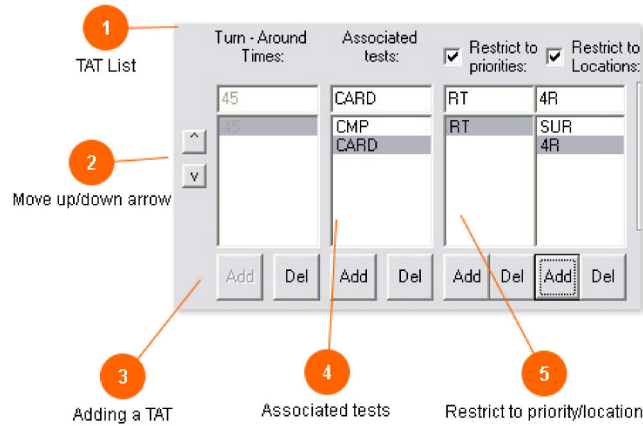 1
TAT List
Turn - Around Times:
Associated tests:
Restrict to priorities:
Restrict to Locations:
45
CARD
RT
4R
45
CMP
CARD
RT
SUR
4R
^
v
2
Move up/down arrow
Add
Del
Add
Del
Add
Del
Add
Del
3
Adding a TAT
4
Associated tests
5
Restrict to priority/location